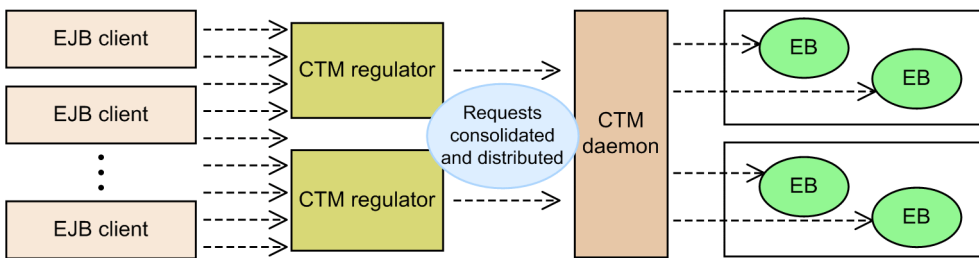 EJB client
EJB client
EJB client
CTM regulator
CTM regulator
Requests
consolidated
and distributed
CTM
daemon
EB
EB
EB
EB